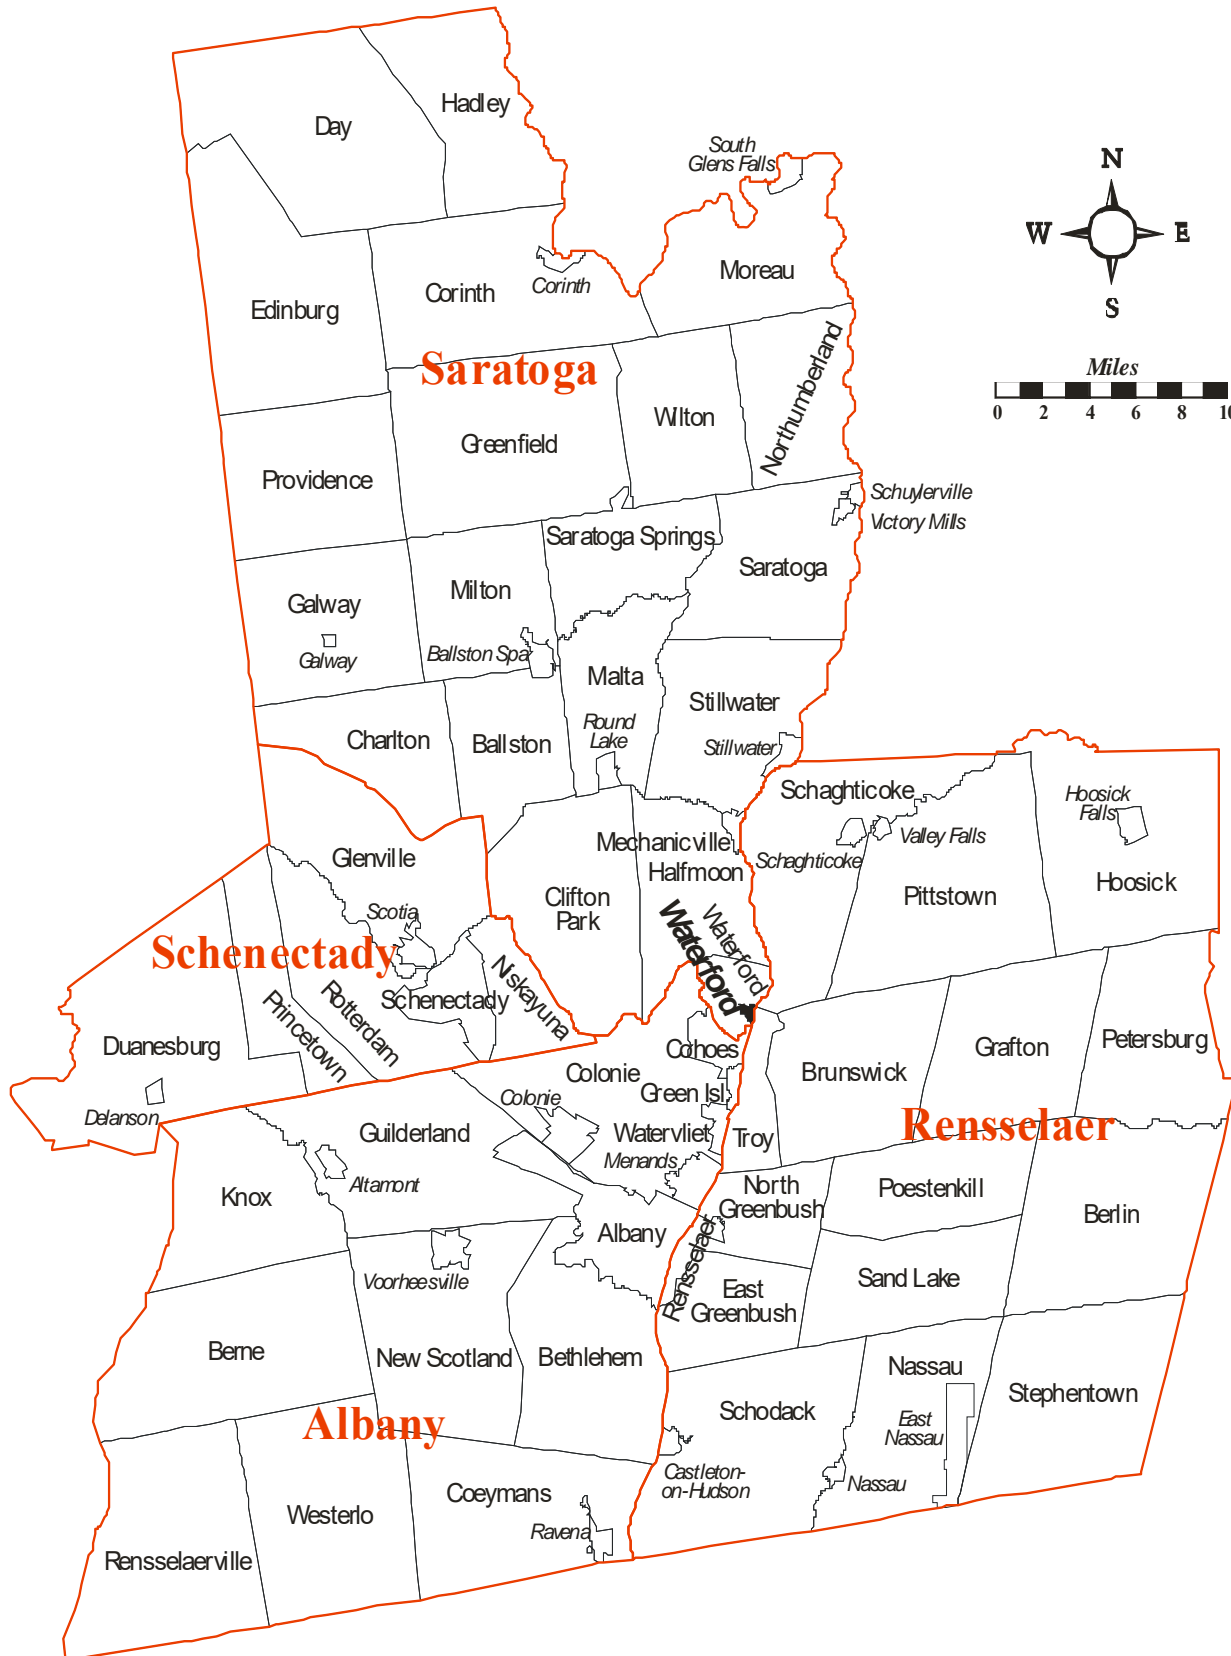 Hadley
Day
South
Glens Falls
N
W
E
S
Moreau
Corinth
Corinth
Edinburg
Miles
0 2 4 6 8 10
Saratoga
Northumberland
Wilton
Greenfield
Providence
Schuylerville
Victory Mills
Saratoga Springs
Saratoga
Milton
Galway
Galway
Ballston Spa
Malta
Stillwater
Round
Lake
Stillwater
Charlton
Ballston
Schaghticoke
Hoosick
Falls
Mechanicville
Valley Falls
Schaghticoke
Halfmoon
Glenville
Hoosick
Pittstown
Clifton
Park
Scotia
Waterford
Waterford
Schenectady
Niskayuna
Schenectady
Rotterdam
Princetown
Duanesburg
Delanson
Cohoes
Colonie
Green Isl.
Colonie
Watervliet
Menands
Brunswick
Grafton
Petersburg
Rensselaer
Troy
Guilderland
Altamont
Knox
North
Greenbush
Poestenkill
Berlin
Albany
Rensselaer
Voorheesville
Sand Lake
East
Greenbush
Berne
New Scotland
Bethlehem
Nassau
Stephentown
Schodack
Albany
East
Nassau
Castleton-
on-Hudson
Nassau
Coeymans
Westerlo
Ravena
Rensselaerville